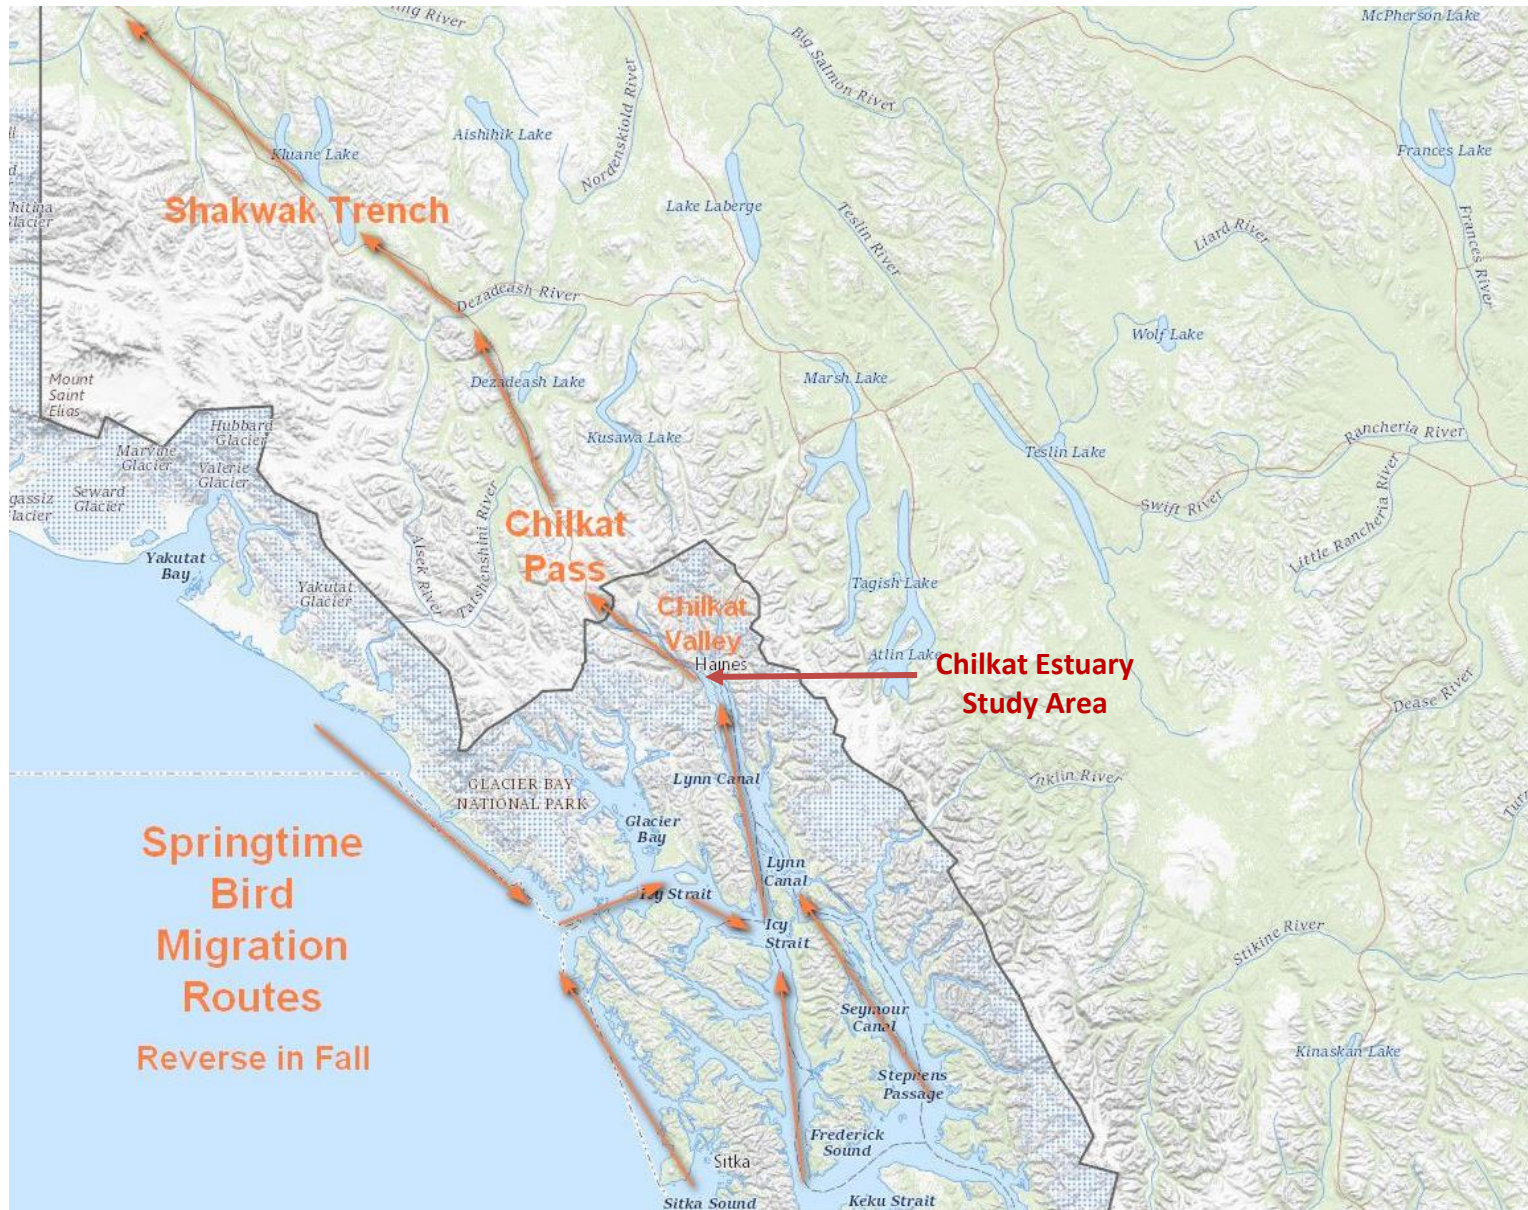 McPherson Lake
Big Salmon River
Nordenskiold River
Aishihik Lake
Kluane Lake
Frances Lake
Shakwak Trench
Lake Laberge
Teslin River
Liard River
Frances River
Glacier
Dezadeash River
Wolf Lake
Mount
Saint
Elias
Dezadeash Lake
Marsh Lake
Hubbard
Glacier
Kusawa Lake
Rancheria River
Marvine
Glacier
Valerie
Glacier
Teslin Lake
Seward
Glacier
Swift River
Chilkat
Pass
Little Rancheria River
Alsek River
Tatshenshini River
Yakutat
Bay
Yakutat
Glacier
Tagish Lake
Chilkat
Valley
Haines
Atlin Lake
Chilkat Estuary
Study Area
Dease River
Lynn Canal
GLACIER BAY
NATIONAL PARK
Glacier
Bay
Springtime
Bird
Migration
Routes
Reverse in Fall
Lynn
Canal
Icy Strait
Icy
Strait
Stikine River
Seymour
Canal
Kinaskan Lake
Stephens
Passage
Frederick
Sound
Sitka
Sitka Sound
Keku Strait